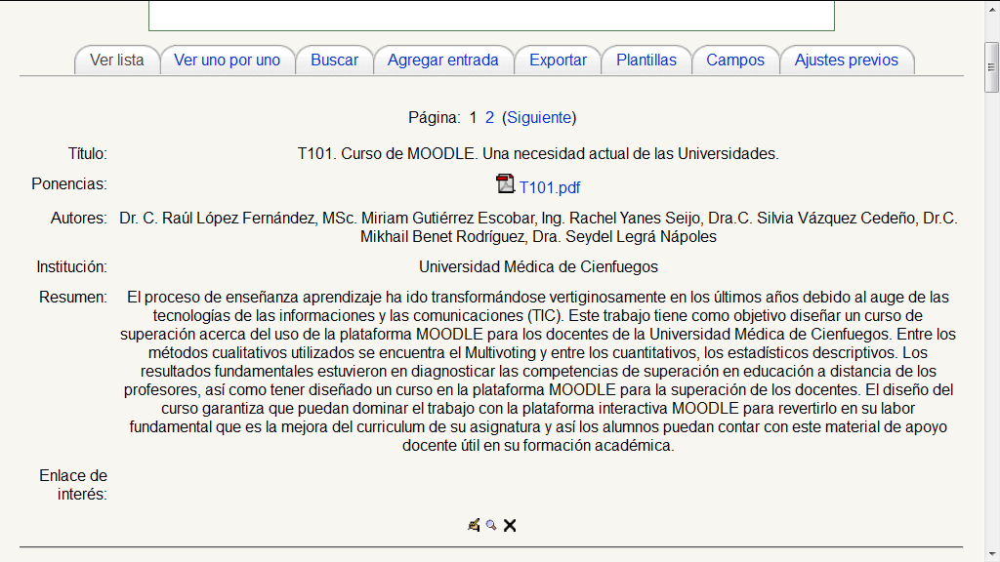 Ver lista Ver uno por uno Buscar Agregar entrada Exportar Plantillas Campos Ajustes previos
Página: 1 2 (Siguiente)
Título: T101. Curso de MOODLE. Una necesidad actual de las Universidades.
Ponencias: T101.pdf
Autores: Dr. C. Raúl López Fernández, MSc. Miriam Gutiérrez Escobar, Ing. Rachel Yanes Seijo, Dra.C. Silvia Vázquez Cedeño, Dr.C.
Mikhail Benet Rodríguez, Dra. Seydel Legrá Nápoles
Institución: Universidad Médica de Cienfuegos
Resumen: El proceso de enseñanza aprendizaje ha ido transformándose vertiginosamente en los últimos años debido al auge de las
tecnologías de las informaciones y las comunicaciones (TIC). Este trabajo tiene como objetivo diseñar un curso de
superación acerca del uso de la plataforma MOODLE para los docentes de la Universidad Médica de Cienfuegos. Entre los
métodos cualitativos utilizados se encuentra el Multivoting y entre los cuantitativos, los estadísticos descriptivos. Los
resultados fundamentales estuvieron en diagnosticar las competencias de superación en educación a distancia de los
profesores, así como tener diseñado un curso en la plataforma MOODLE para la superación de los docentes. El diseño del
curso garantiza que puedan dominar el trabajo con la plataforma interactiva MOODLE para revertirlo en su labor
fundamental que es la mejora del curriculum de su asignatura y así los alumnos puedan contar con este material de apoyo
docente útil en su formación académica.
Enlace de
interés: